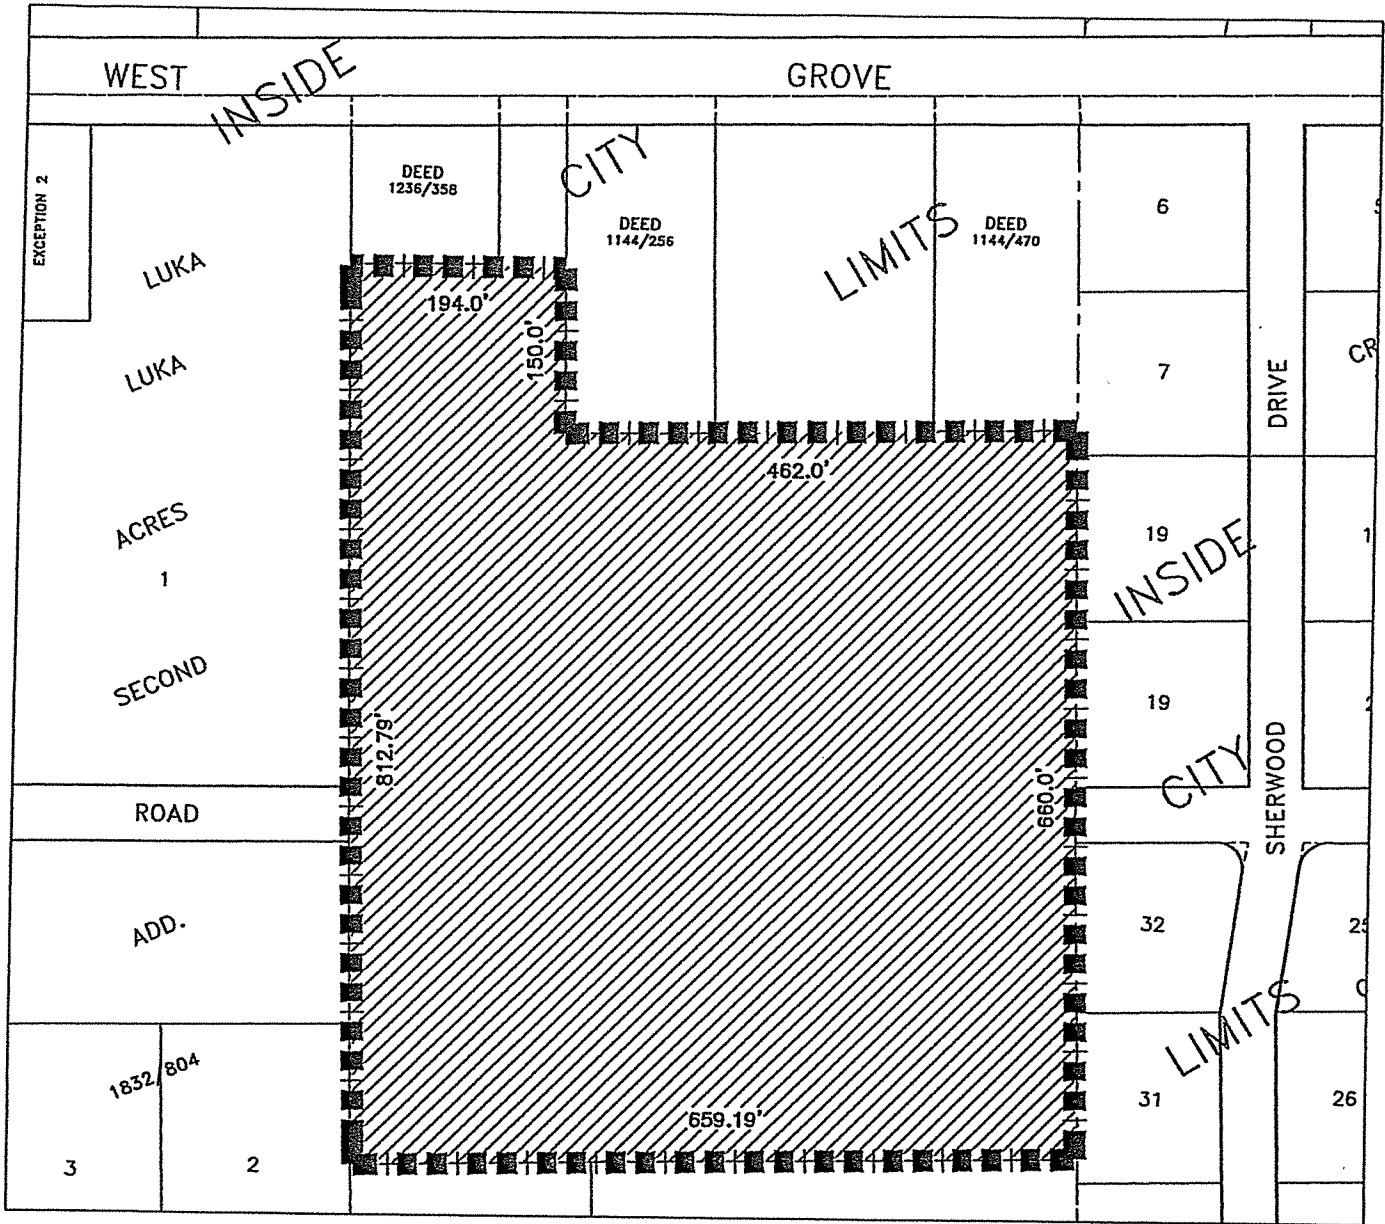 WEST GROVE
INSIDE CITY LIMITS
DEED
1236/358
DEED
1144/256
DEED
1144/470
EXCEPTION 2
LUKA
LUKA
ACRES
1
SECOND
ROAD
ADD.
1832/804
3
2
194.0'
150.0'
462.0'
812.79'
660.0'
659.19'
6
7
19
19
32
31
DRIVE
SHERWOOD
INSIDE CITY LIMITS
CR
26